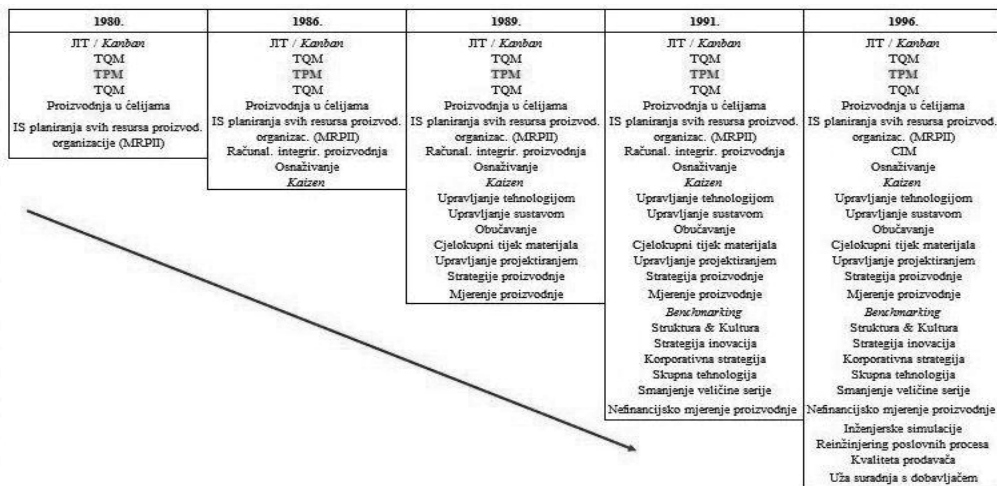 1980.
JIT / Kanban
TQM
TPM
TQM
Proizvodnja u ćelijama
IS planiranja svih resursa proizvod.
organizacije (MRPII)
1986.
JIT / Kanban
TQM
TPM
TQM
Proizvodnja u ćelijama
IS planiranja svih resursa proizvod.
organizac. (MRPII)
Računal. integrir. proizvodnja
Osnaživanje
Kaizen
1989.
JIT / Kanban
TQM
TPM
TQM
Proizvodnja u ćelijama
IS planiranja svih resursa proizvod.
organizac. (MRPII)
Računal. integrir. proizvodnja
Osnaživanje
Kaizen
Upravljanje tehnologijom
Upravljanje sustavom
Obučavanje
Cjelokupni tijek materijala
Upravljanje projektiranjem
Strategije proizvodnje
Mjerenje proizvodnje
1991.
JIT / Kanban
TQM
TPM
TQM
Proizvodnja u ćelijama
IS planiranja svih resursa proizvod.
organizac. (MRPII)
Računal. integrir. proizvodnja
Osnaživanje
Kaizen
Upravljanje tehnologijom
Upravljanje sustavom
Obučavanje
Cjelokupni tijek materijala
Upravljanje projektiranjem
Strategija proizvodnje
Mjerenje proizvodnje
Benchmarking
Struktura & Kultura
Strategija inovacija
Korporativna strategija
Skupna tehnologija
Smanjenje veličine serije
Nefinancijsko mjerenje proizvodnje
1996.
JIT / Kanban
TQM
TPM
TQM
Proizvodnja u ćelijama
IS planiranja svih resursa proizvod.
organizac. (MRPII)
CIM
Osnaživanje
Kaizen
Upravljanje tehnologijom
Upravljanje sustavom
Obučavanje
Cjelokupni tijek materijala
Upravljanje projektiranjem
Strategija proizvodnje
Mjerenje proizvodnje
Benchmarking
Struktura & Kultura
Strategija inovacija
Korporativna strategija
Skupna tehnologija
Smanjenje veličine serije
Nefinancijsko mjerenje proizvodnje
Inženjerske simulacije
Reinžinjering poslovnih procesa
Kvaliteta prodavača
Uža suradnja s dobavljačem